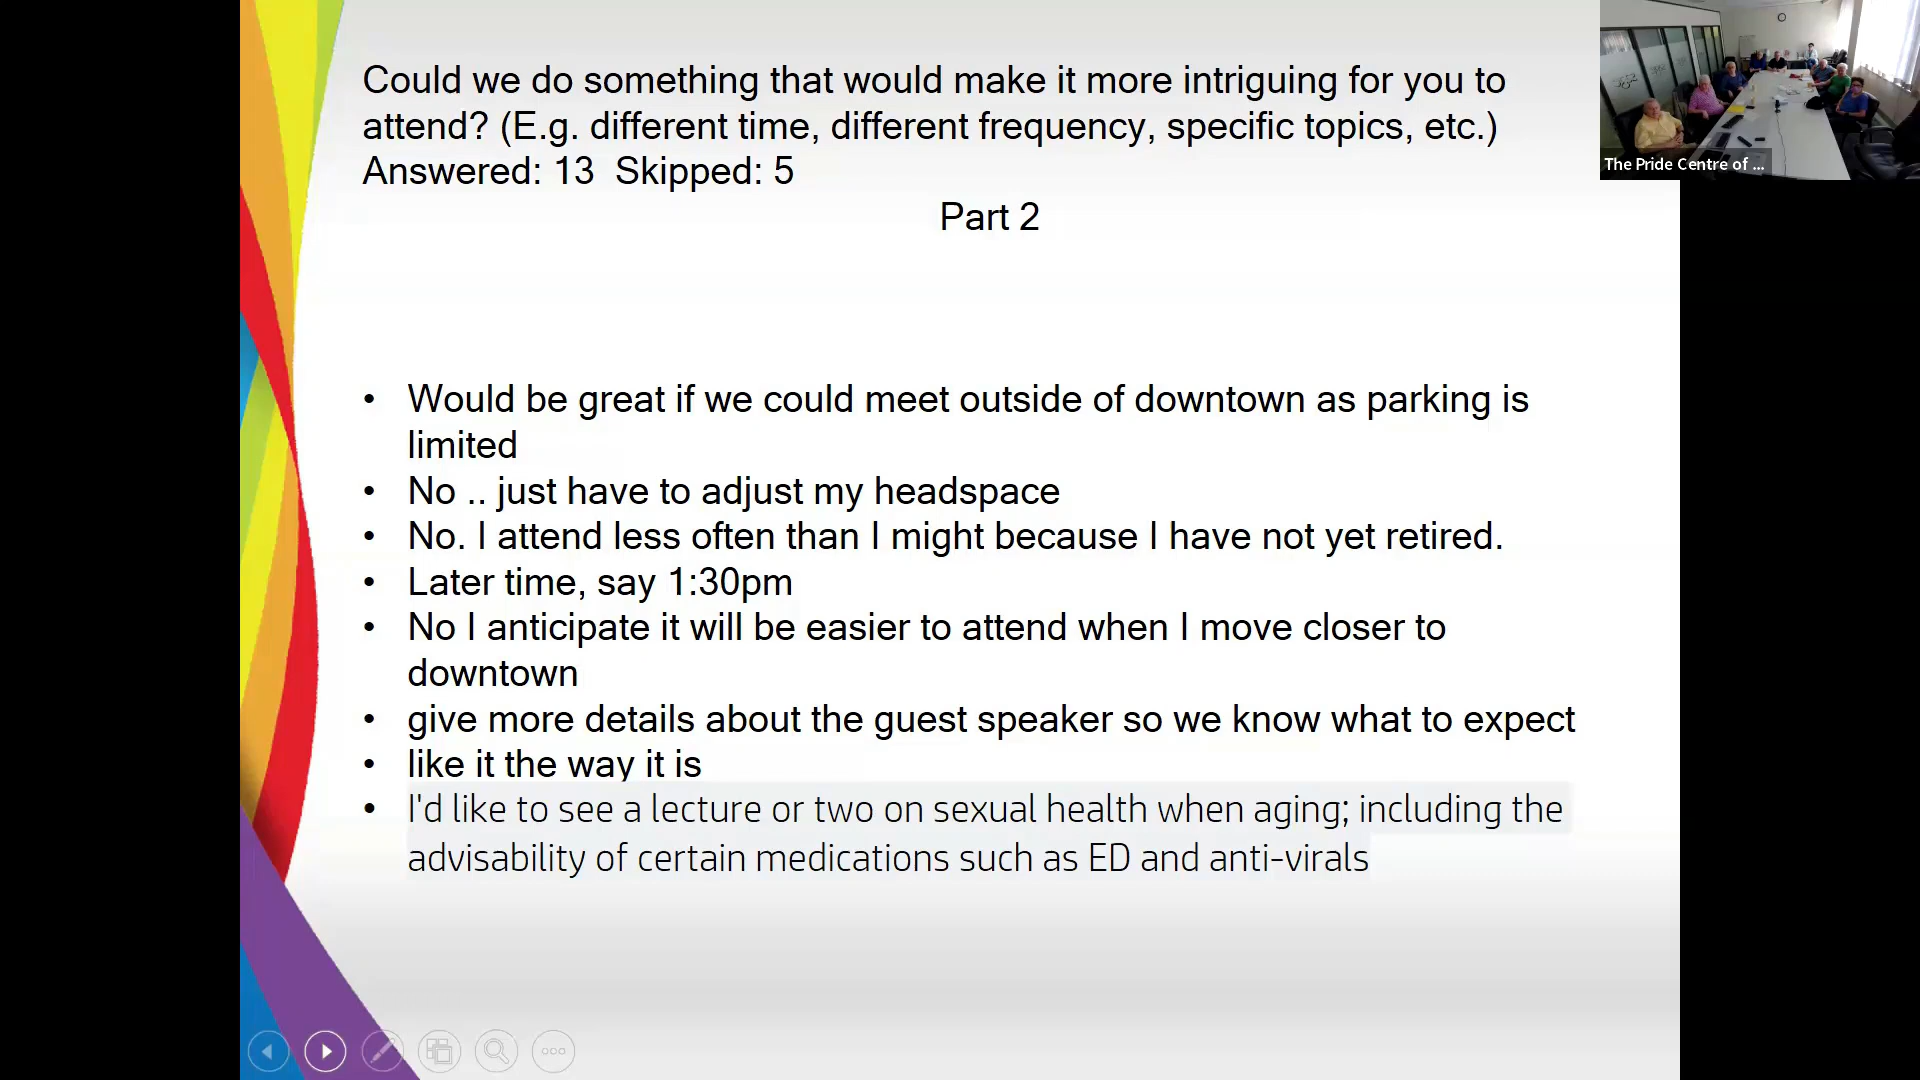 Could we do something that would make it more intriguing for you to
attend? (E.g. different time, different frequency, specific topics, etc.)
Answered: 13  Skipped: 5
Part 2
• Would be great if we could meet outside of downtown as parking is
limited
• No .. just have to adjust my headspace
• No. I attend less often than I might because I have not yet retired.
• Later time, say 1:30pm
• No I anticipate it will be easier to attend when I move closer to
downtown
• give more details about the guest speaker so we know what to expect
• like it the way it is
• I'd like to see a lecture or two on sexual health when aging; including the
advisability of certain medications such as ED and anti-virals
The Pride Centre of ...